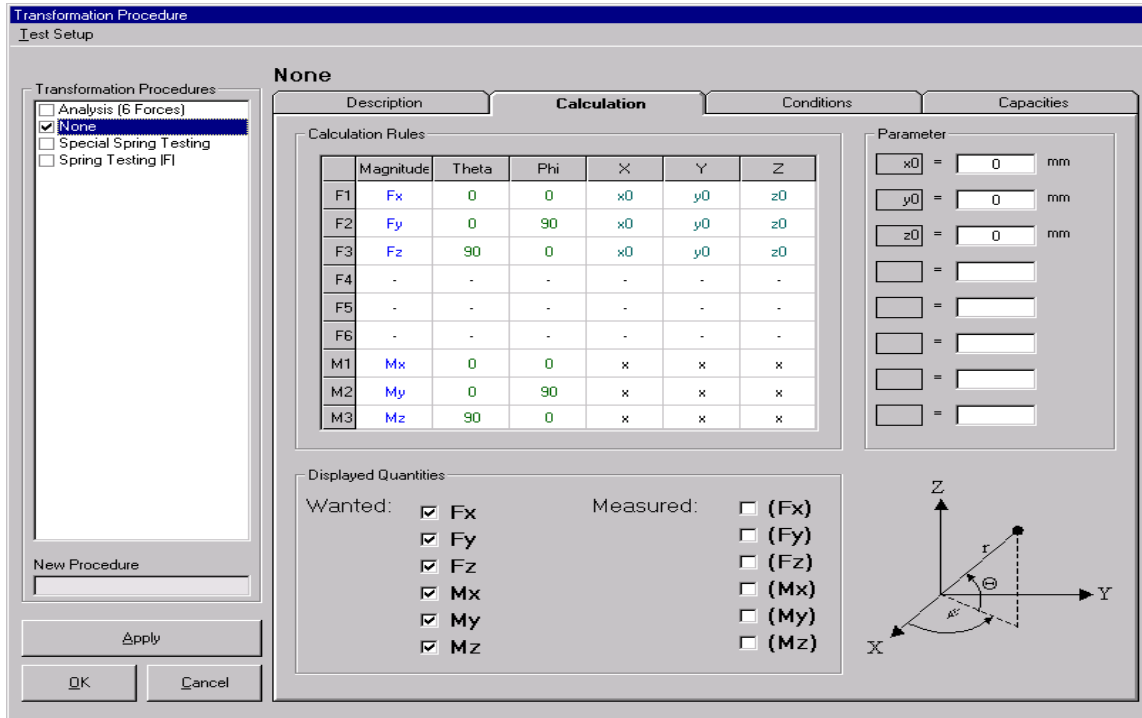 Transformation Procedure
Test Setup
Transformation Procedures
Analysis (6 Forces)
None
Special Spring Testing
Spring Testing |F|
New Procedure
Apply
OK
Cancel
None
Description
Calculation
Conditions
Capacities
Calculation Rules
Magnitude Theta Phi X Y Z
F1 Fx 0 0 x0 y0 z0
F2 Fy 0 90 x0 y0 z0
F3 Fz 90 0 x0 y0 z0
F4 - - - - - -
F5 - - - - - -
F6 - - - - - -
M1 Mx 0 0 x x x
M2 My 0 90 x x x
M3 Mz 90 0 x x x
Parameter
x0 = 0 mm
y0 = 0 mm
z0 = 0 mm
=
=
=
=
=
Displayed Quantities
Wanted:
Fx
Fy
Fz
Mx
My
Mz
Measured:
(Fx)
(Fy)
(Fz)
(Mx)
(My)
(Mz)
Z
r
Θ
Y
X